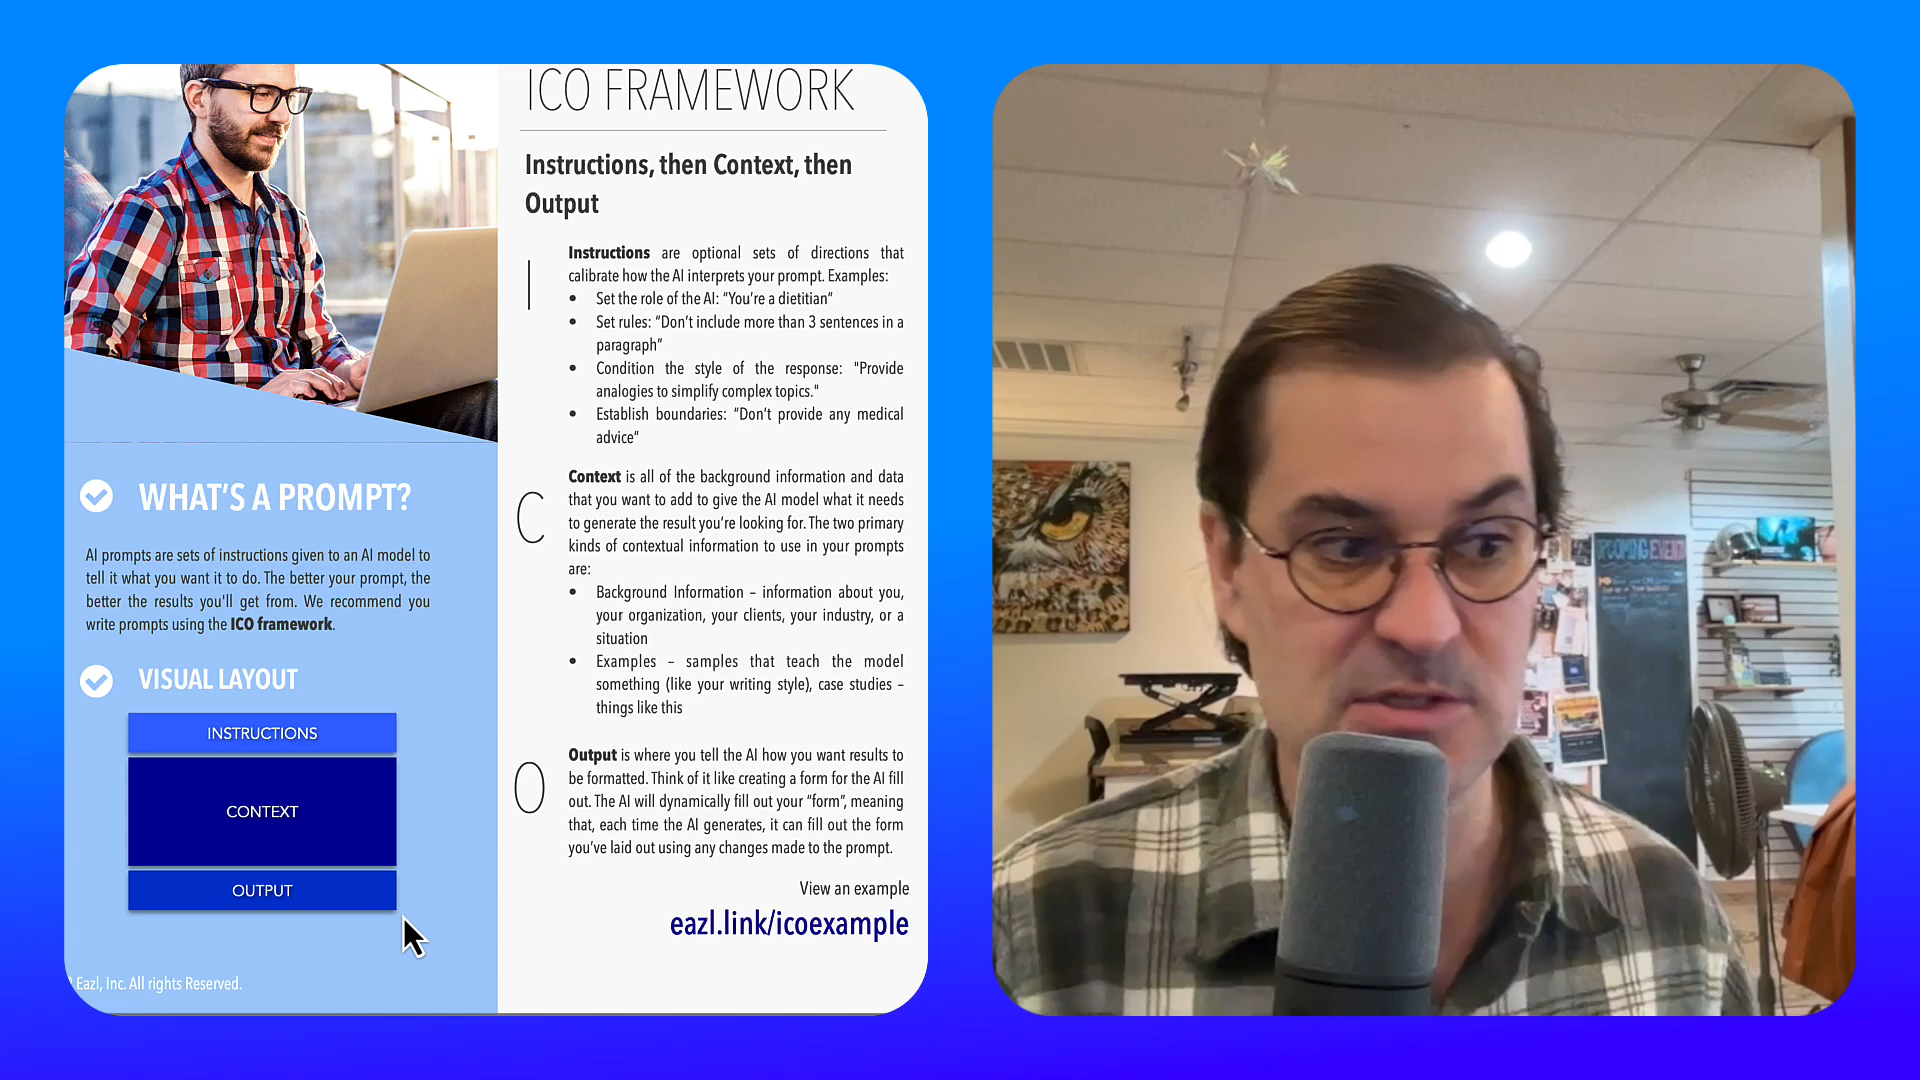 ICO FRAMEWORK
Instructions, then Context, then
Output
I
Instructions are optional sets of directions that
calibrate how the AI interprets your prompt. Examples:
• Set the role of the AI: “You’re a dietitian”
• Set rules: “Don’t include more than 3 sentences in a
paragraph”
• Condition the style of the response: "Provide
analogies to simplify complex topics."
• Establish boundaries: “Don’t provide any medical
advice”
C
Context is all of the background information and data
that you want to add to give the AI model what it needs
to generate the result you’re looking for. The two primary
kinds of contextual information to use in your prompts
are:
• Background Information – information about you,
your organization, your clients, your industry, or a
situation
• Examples – samples that teach the model
something (like your writing style), case studies –
things like this
O
Output is where you tell the AI how you want results to
be formatted. Think of it like creating a form for the AI fill
out. The AI will dynamically fill out your “form”, meaning
that, each time the AI generates, it can fill out the form
you’ve laid out using any changes made to the prompt.
View an example
eazl.link/icoexample
WHAT’S A PROMPT?
AI prompts are sets of instructions given to an AI model to
tell it what you want it to do. The better your prompt, the
better the results you'll get from. We recommend you
write prompts using the ICO framework.
VISUAL LAYOUT
INSTRUCTIONS
CONTEXT
OUTPUT
Eazl, Inc. All rights Reserved.
UPCOMING EVENT